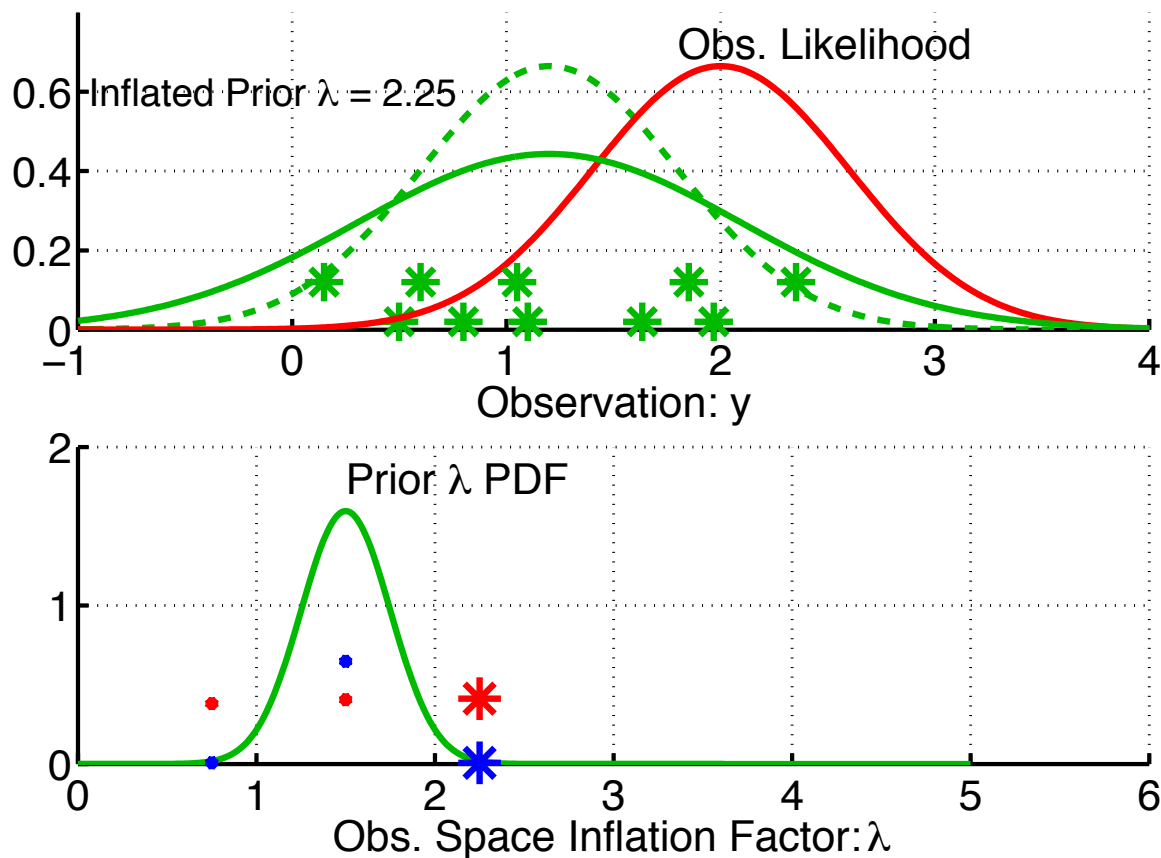 Obs. Likelihood
Inflated Prior λ = 2.25
0.6
0.4
0.2
0
−1 0 1 2 3 4
Observation: y
2
Prior λ PDF
1
0
0 1 2 3 4 5 6
Obs. Space Inflation Factor: λ